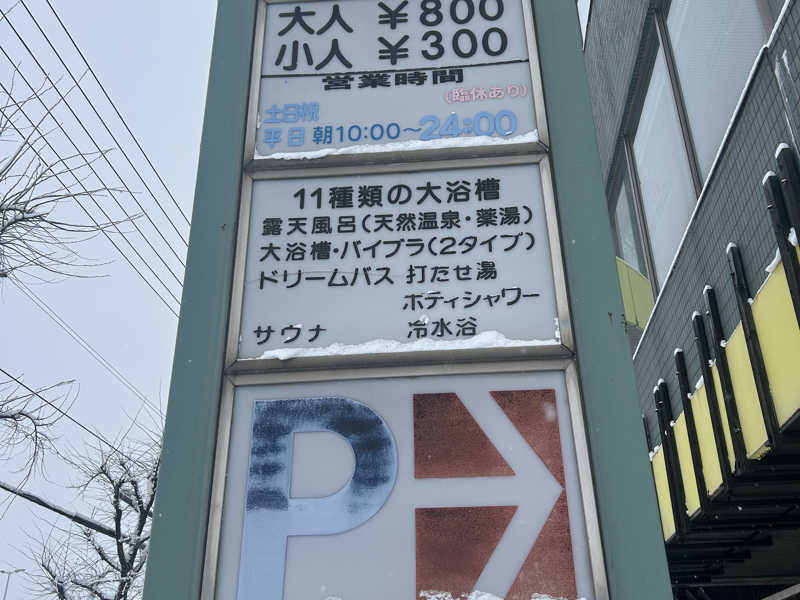 大人 ¥800
小人 ¥300
営業時間
(臨休あり)
土日祝
平日 朝10:00~24:00
11種類の大浴槽
露天風呂(天然温泉・薬湯)
大浴槽・バイブラ(2タイプ)
ドリームバス 打たせ湯
ボディシャワー
サウナ 冷水浴
P